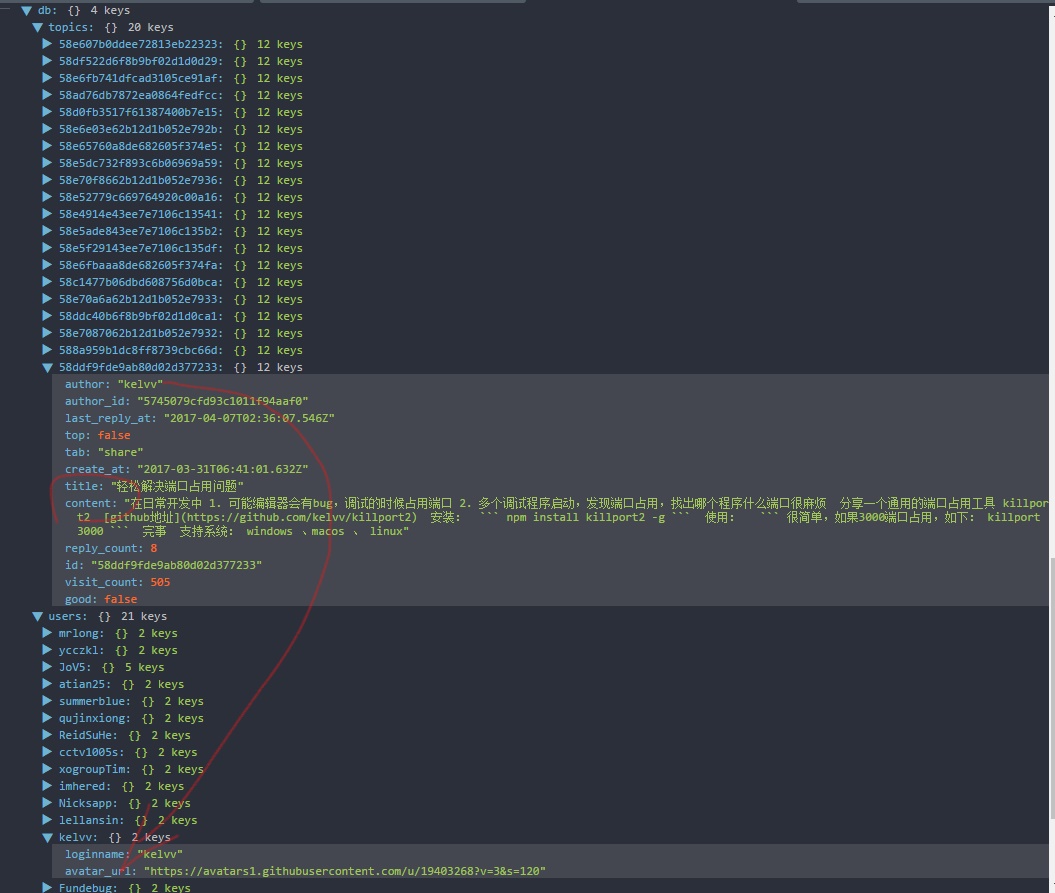 db: {} 4 keys
topics: {} 20 keys
58e607b0ddee72813eb22323: {} 12 keys
58df522d6f8b9bf02d1d0d29: {} 12 keys
58e6fb741dfcad3105ce91af: {} 12 keys
58ad76db7872ea0864fedfcc: {} 12 keys
58d0fb3517f61387400b7e15: {} 12 keys
58e6e03e62b12d1b052e792b: {} 12 keys
58e65760a8de682605f374e5: {} 12 keys
58e5dc732f893c6b06969a59: {} 12 keys
58e70f8662b12d1b052e7936: {} 12 keys
58e52779c669764920c00a16: {} 12 keys
58e4914e43ee7e7106c13541: {} 12 keys
58e5ade843ee7e7106c135b2: {} 12 keys
58e5f29143ee7e7106c135df: {} 12 keys
58e6fbaaa8de682605f374fa: {} 12 keys
58c1477b06dbd608756d0bca: {} 12 keys
58e70a6a62b12d1b052e7933: {} 12 keys
58ddc40b6f8b9bf02d1d0ca1: {} 12 keys
58e7087062b12d1b052e7932: {} 12 keys
588a959b1dc8ff8739cbc66d: {} 12 keys
58ddf9fde9ab80d02d377233: {} 12 keys
author: "kelvv"
author_id: "5745079cfd93c1011f94aaf0"
last_reply_at: "2017-04-07T02:36:07.546Z"
top: false
tab: "share"
create_at: "2017-03-31T06:41:01.632Z"
title: "轻松解决端口占用问题"
content: "在日常开发中 1. 可能编辑器会有bug，调试的时候占用端口 2. 多个调试程序启动，发现端口占用，找出哪个程序什么端口很麻烦 分享一个通用的端口占用工具 killpor
t2 [github地址](https://github.com/kelvv/killport2) 安装： ``` npm install killport2 -g ``` 使用： ``` 很简单，如果3000端口占用，如下： killport
3000 ``` 完事 支持系统： windows 、macos 、 linux"
reply_count: 8
id: "58ddf9fde9ab80d02d377233"
visit_count: 505
good: false
users: {} 21 keys
mrlong: {} 2 keys
ycczkl: {} 2 keys
JoV5: {} 5 keys
atian25: {} 2 keys
summerblue: {} 2 keys
qujinxiong: {} 2 keys
ReidSuHe: {} 2 keys
cctv1005s: {} 2 keys
xogroupTim: {} 2 keys
imhered: {} 2 keys
Nicksapp: {} 2 keys
lellansin: {} 2 keys
kelvv: {} 2 keys
loginname: "kelvv"
avatar_url: "https://avatars1.githubusercontent.com/u/19403268?v=3&s=120"
Fundebug: {} 2 keys